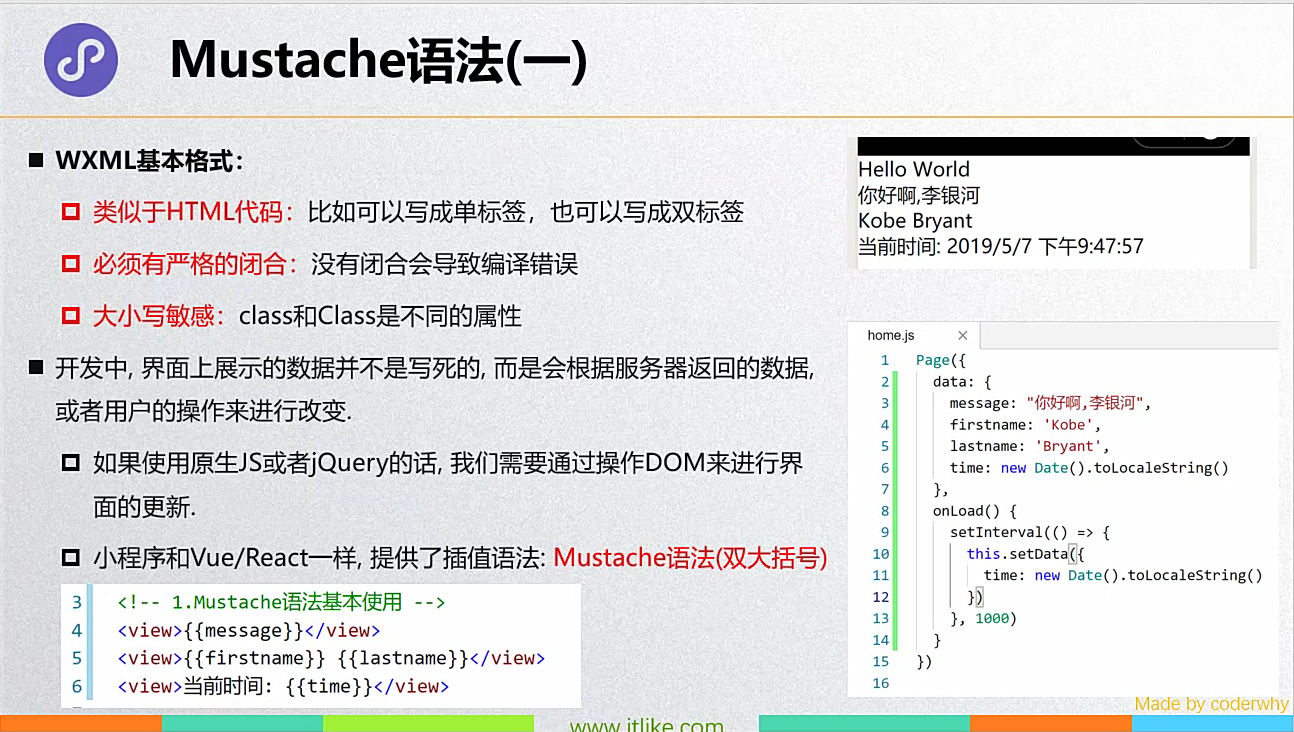 Mustache语法(一)
WXML基本格式：
类似于HTML代码：比如可以写成单标签，也可以写成双标签
必须有严格的闭合：没有闭合会导致编译错误
大小写敏感：class和Class是不同的属性
开发中, 界面上展示的数据并不是写死的, 而是会根据服务器返回的数据,
或者用户的操作来进行改变.
如果使用原生JS或者jQuery的话, 我们需要通过操作DOM来进行界
面的更新.
小程序和Vue/React一样, 提供了插值语法: Mustache语法(双大括号)
3 <!-- 1.Mustache语法基本使用 -->
4 <view>{{message}}</view>
5 <view>{{firstname}} {{lastname}}</view>
6 <view>当前时间: {{time}}</view>
Hello World
你好啊,李银河
Kobe Bryant
当前时间: 2019/5/7 下午9:47:57
home.js
1 Page({
2 data: {
3 message: "你好啊,李银河",
4 firstname: 'Kobe',
5 lastname: 'Bryant',
6 time: new Date().toLocaleString()
7 },
8 onLoad() {
9 setInterval(() => {
10 this.setData({
11 time: new Date().toLocaleString()
12 })
13 }, 1000)
14 }
15 })
16
Made by coderwhy
www.itlike.com